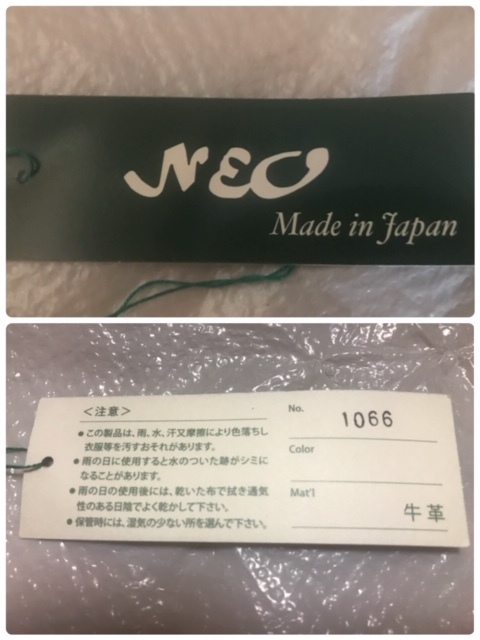 NEO
Made in Japan
＜注意＞
●この製品は、雨、水、汗又摩擦により色落ちし
衣服等を汚すおそれがあります。
●雨の日に使用すると水のついた跡がシミに
なることがあります。
●雨の日の使用後には、乾いた布で拭き通気
性のある日陰でよく乾かして下さい。
●保管時には、湿気の少ない所を選んで下さい。
No. 1066
Color
Mat'l
牛革